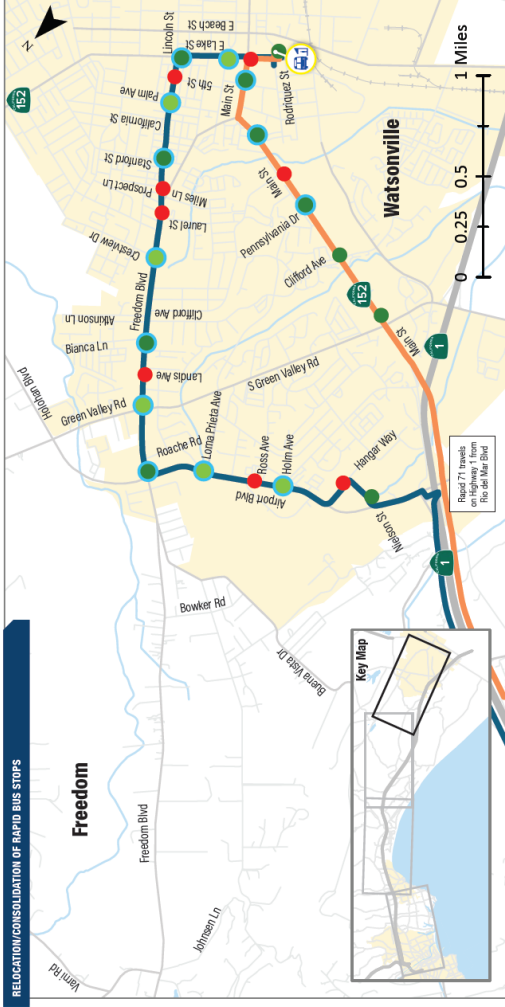 RELOCATION/CONSOLIDATION OF RAPID BUS STOPS
Freedom
Varni Rd
Johnsen Ln
Freedom Blvd
Bowker Rd
Buena Vista Dr
Key Map
1
Rapid 71 travels
on Highway 1 from
Rio del Mar Blvd
1
Nielson St
Hangar Way
Airport Blvd
Holm Ave
Ross Ave
Loma Prieta Ave
Roache Rd
Green Valley Rd
Holohan Blvd
S Green Valley Rd
Landis Ave
Bianca Ln
Atkinson Ln
Clifford Ave
Freedom Blvd
Crestview Dr
Laurel St
Miles Ln
Prospect Ln
Stanford St
California St
Palm Ave
5th St
Lincoln St
E Lake St
E Beach St
N
152
Main St
Rodriquez St
Main St
Pennsylvania Dr
Clifford Ave
152
Main St
Watsonville
0
0.25
0.5
1 Miles